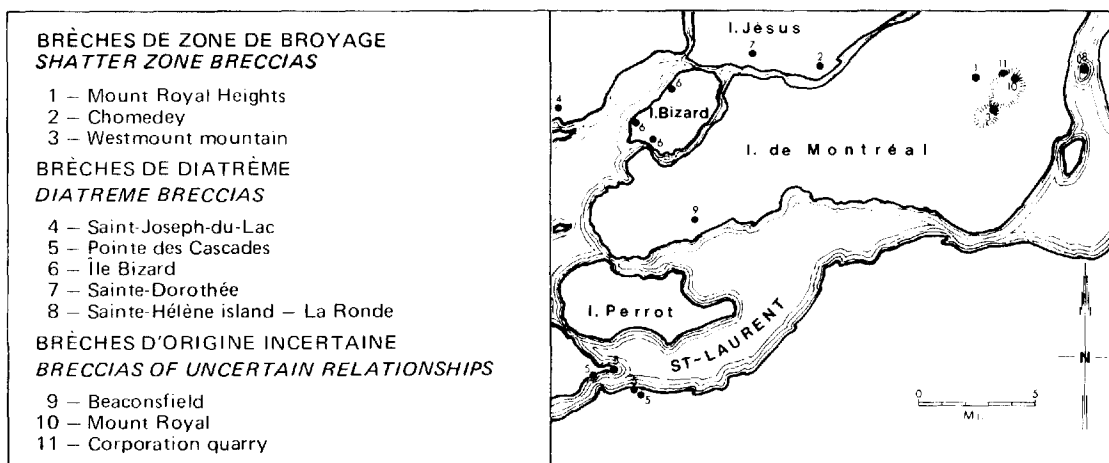 BRÈCHES DE ZONE DE BROYAGE
SHATTER ZONE BRECCIAS
1 – Mount Royal Heights
2 – Chomedey
3 – Westmount mountain
BRÈCHES DE DIATRÈME
DIATREME BRECCIAS
4 – Saint-Joseph-du-Lac
5 – Pointe des Cascades
6 – Île Bizard
7 – Sainte-Dorothée
8 – Sainte-Hélène island – La Ronde
BRÈCHES D'ORIGINE INCERTAINE
BRECCIAS OF UNCERTAIN RELATIONSHIPS
9 – Beaconsfield
10 – Mount Royal
11 – Corporation quarry
I. Jésus
7
2
1
11
10
3
4
6
I. Bizard
6
6
I. de Montréal
9
I. Perrot
ST-LAURENT
5
5
N
0
5
Mi.